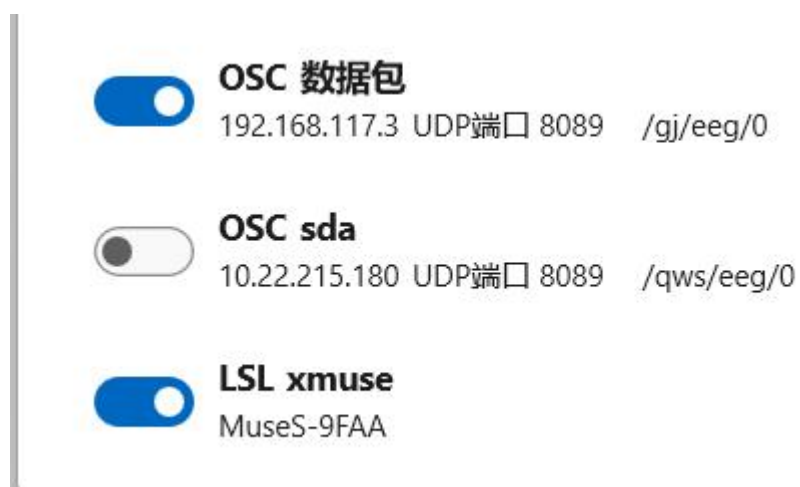 OSC 数据包
192.168.117.3 UDP端口 8089 /gj/eeg/0
OSC sda
10.22.215.180 UDP端口 8089 /qws/eeg/0
LSL xmuse
MuseS-9FAA